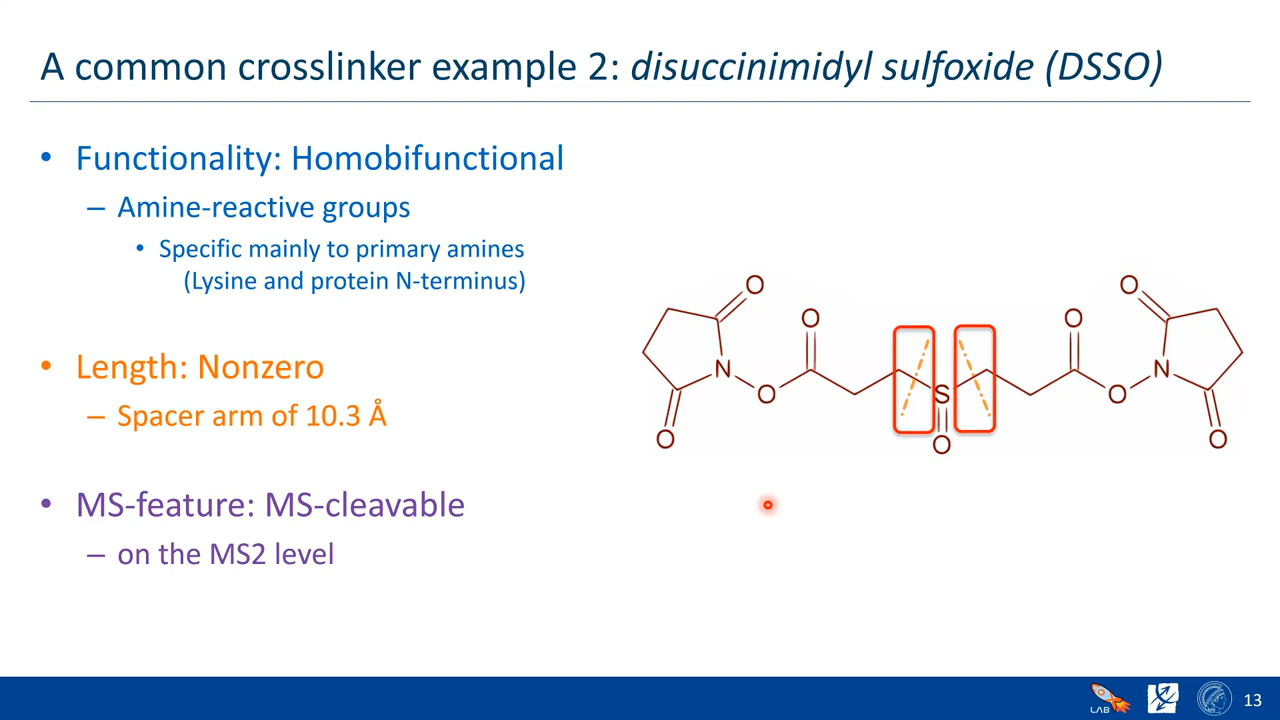 A common crosslinker example 2: disuccinimidyl sulfoxide (DSSO)
• Functionality: Homobifunctional
– Amine-reactive groups
• Specific mainly to primary amines
(Lysine and protein N-terminus)
• Length: Nonzero
– Spacer arm of 10.3 Å
• MS-feature: MS-cleavable
– on the MS2 level
O
O
O
O
N
N
O
S
O
O
O
O
LAB
13